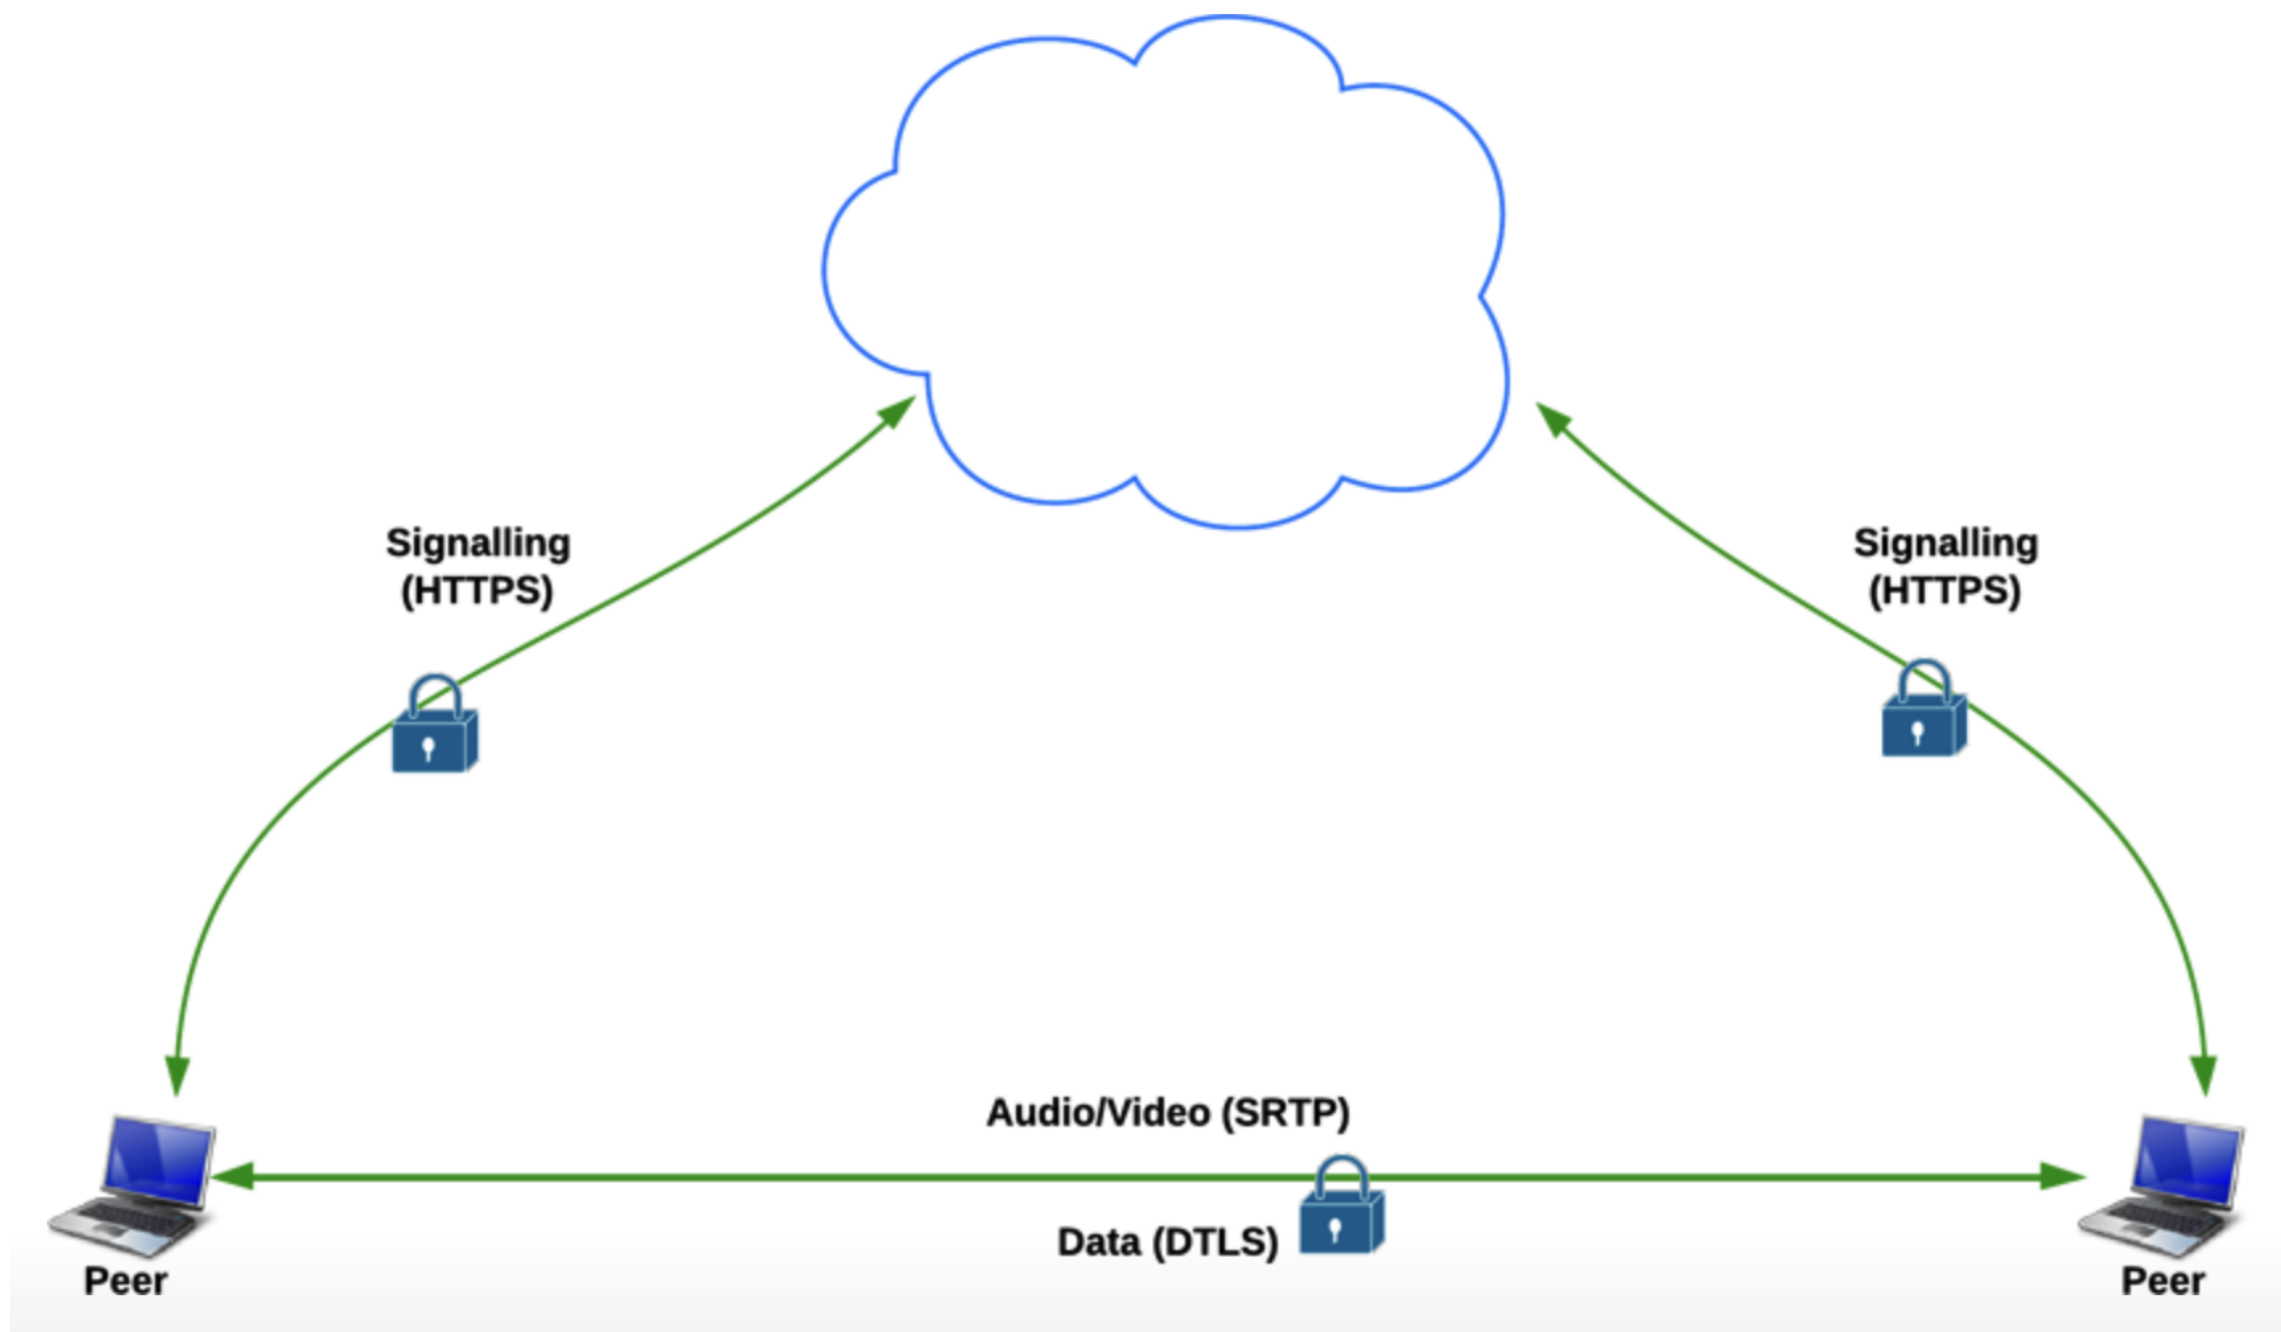 Signalling
(HTTPS)
Signalling
(HTTPS)
Audio/Video (SRTP)
Data (DTLS)
Peer
Peer